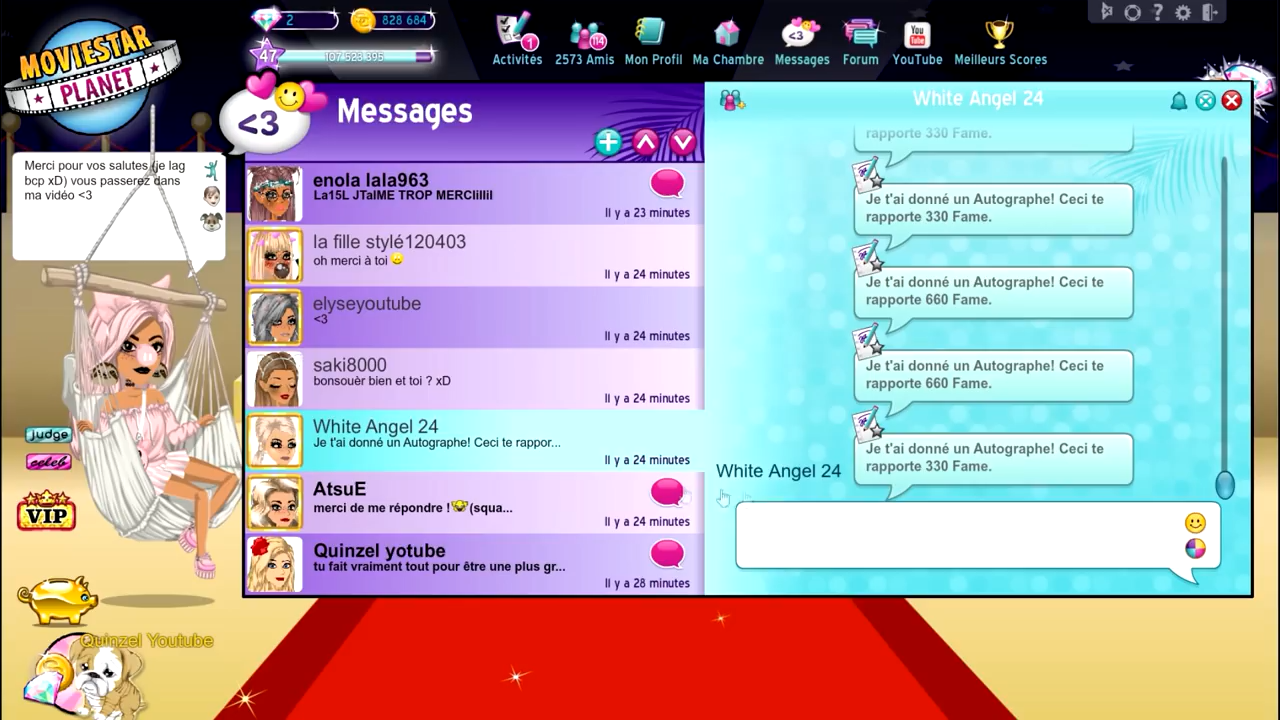 MOVIESTAR
PLANET
2
828 684
47
107 523 895
1
Activités
114
2573 Amis
Mon Profil
Ma Chambre
<3
Messages
Forum
You
Tube
YouTube
Meilleurs Scores
?
<3
Messages
Merci pour vos salutes (je lag
bcp xD) vous passerez dans
ma vidéo <3
enola lala963
La15L JTaIME TROP MERCIiIIiI
Il y a 23 minutes
la fille stylé120403
oh merci à toi
Il y a 24 minutes
elyseyoutube
<3
Il y a 24 minutes
saki8000
bonsouèr bien et toi ? xD
Il y a 24 minutes
White Angel 24
Je t'ai donné un Autographe! Ceci te rappor...
Il y a 24 minutes
AtsuE
merci de me répondre ! (squa...
Il y a 24 minutes
Quinzel yotube
tu fait vraiment tout pour être une plus gr...
Il y a 28 minutes
White Angel 24
rapporte 330 Fame.
Je t'ai donné un Autographe! Ceci te
rapporte 330 Fame.
Je t'ai donné un Autographe! Ceci te
rapporte 660 Fame.
Je t'ai donné un Autographe! Ceci te
rapporte 660 Fame.
Je t'ai donné un Autographe! Ceci te
rapporte 330 Fame.
White Angel 24
judge
celeb
VIP
Quinzel Youtube